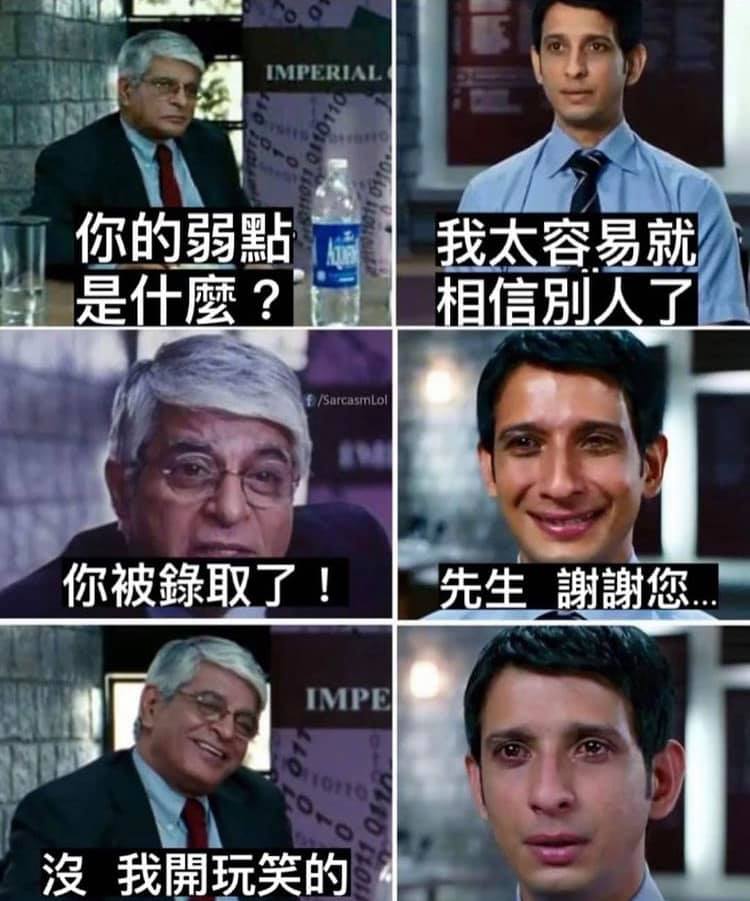 IMPERIAL
你的弱點
是什麼？
我太容易就
相信別人了
f /SarcasmLol
你被錄取了！
先生 謝謝您...
IMPE
沒 我開玩笑的